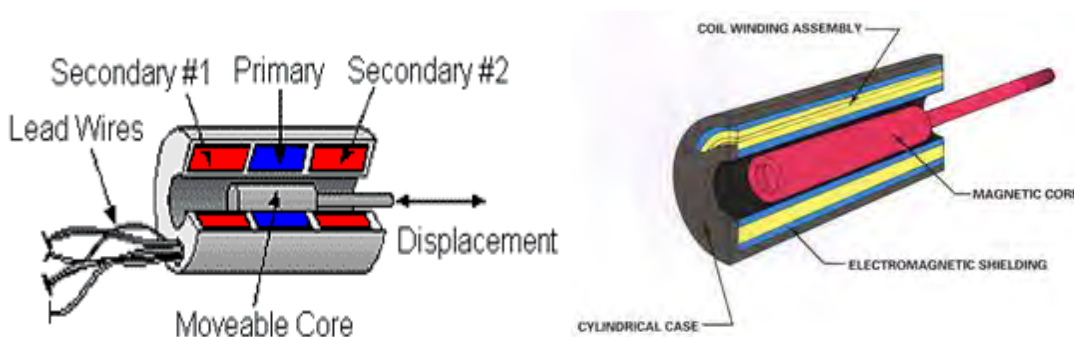 Secondary #1 Primary Secondary #2
Lead Wires
Displacement
Moveable Core
COIL WINDING ASSEMBLY
MAGNETIC CORE
ELECTROMAGNETIC SHIELDING
CYLINDRICAL CASE